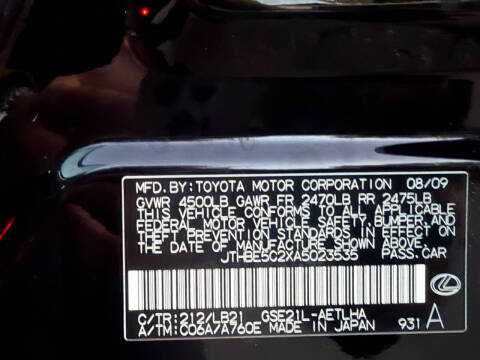 MFD. BY: TOYOTA MOTOR CORPORATION 08/09
GVWR 4500LB GAWR FR 2470LB RR 2475LB
THIS VEHICLE CONFORMS TO ALL APPLICABLE
FEDERAL MOTOR VEHICLE SAFETY, BUMPER, AND
THEFT PREVENTION STANDARDS IN EFFECT ON
THE DATE OF MANUFACTURE SHOWN ABOVE.
JTHBE5C2XA5023535 PASS. CAR
C/TR: 212/LB21 GSE21L-AETLHA
A/TM: C06A/A760E MADE IN JAPAN 931 A